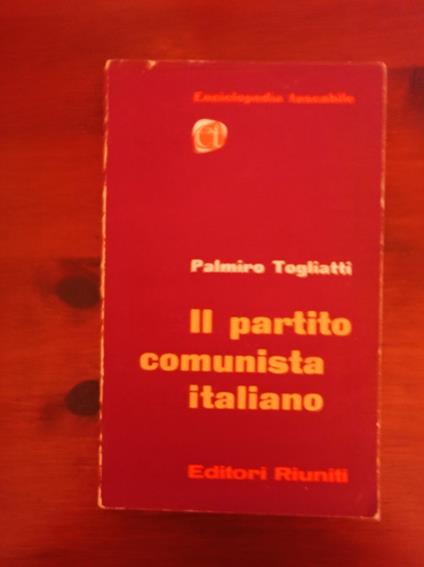 Enciclopedia tascabile
Palmiro Togliatti
Il partito
comunista
italiano
Editori Riuniti